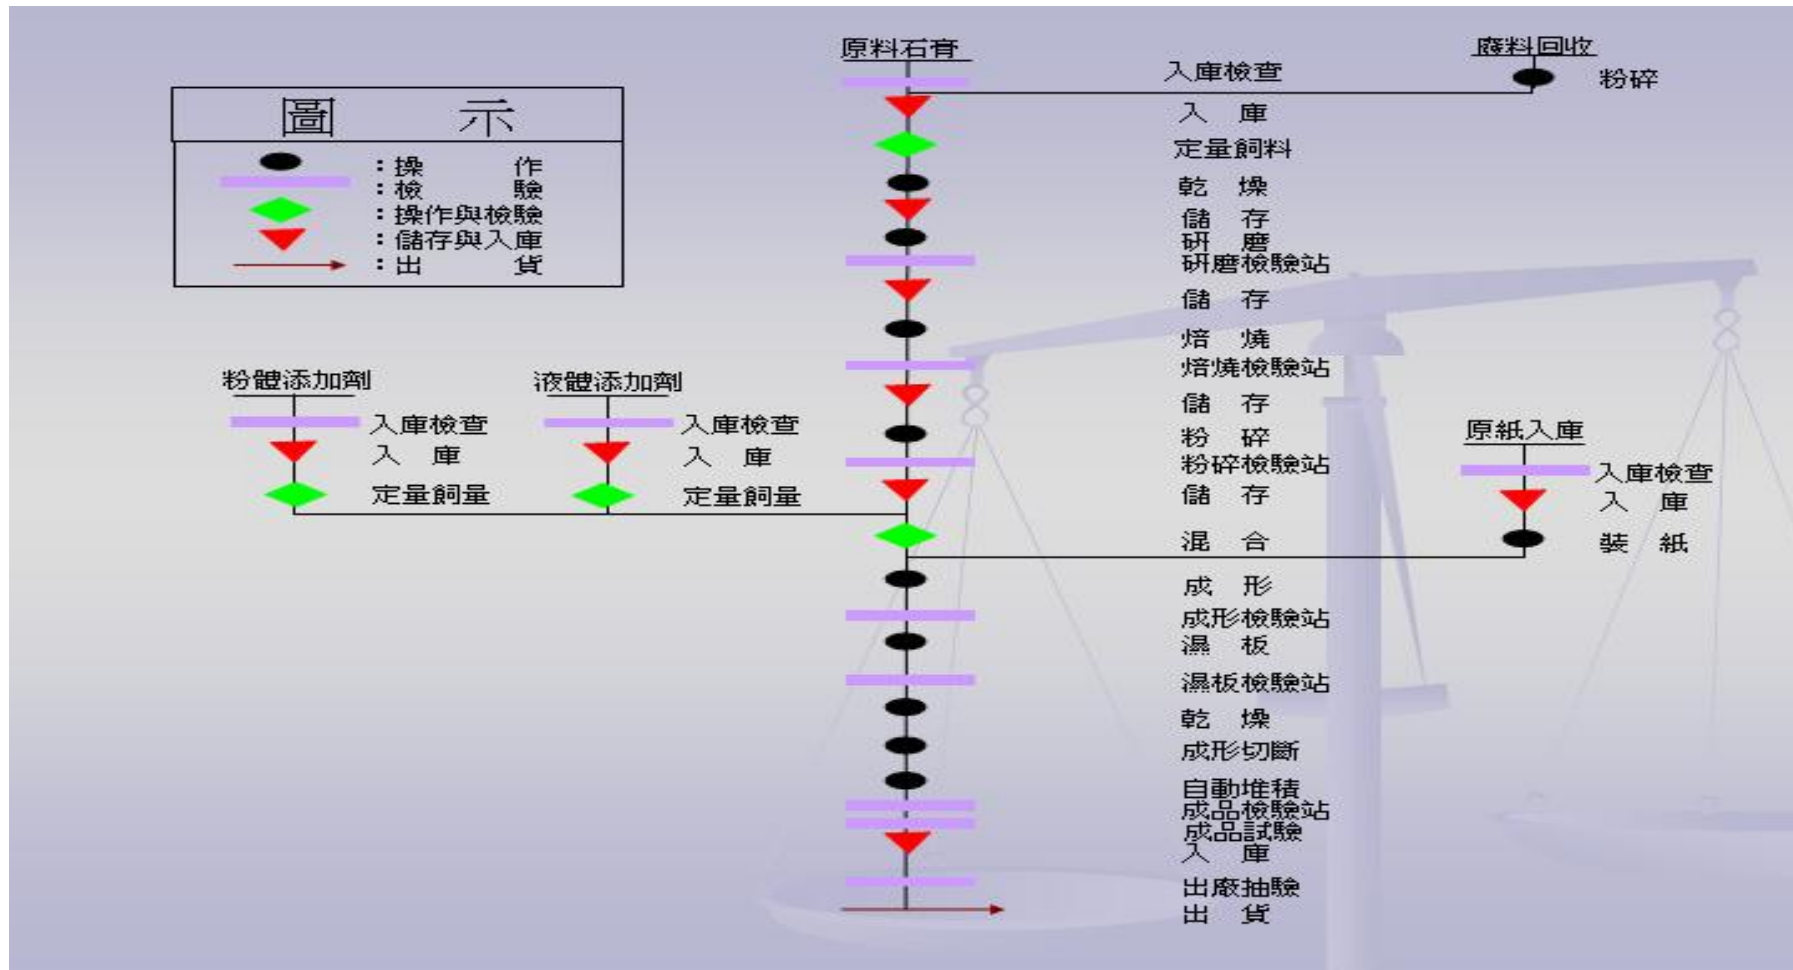 圖 示
：操 作
：檢 驗
：操作與檢驗
：儲存與入庫
：出 貨
原料石膏
入庫檢查
入 庫
定量飼料
乾 燥
儲 存
研 磨
研磨檢驗站
儲 存
焙 燒
焙燒檢驗站
儲 存
粉 碎
粉碎檢驗站
儲 存
混 合
成 形
成形檢驗站
濕 板
濕板檢驗站
乾 燥
成形切斷
自動堆積
成品檢驗站
成品試驗
入 庫
出廠抽驗
出 貨
廢料回收
粉碎
粉體添加劑
入庫檢查
入 庫
定量飼量
液體添加劑
入庫檢查
入 庫
定量飼量
原紙入庫
入庫檢查
入 庫
裝 紙